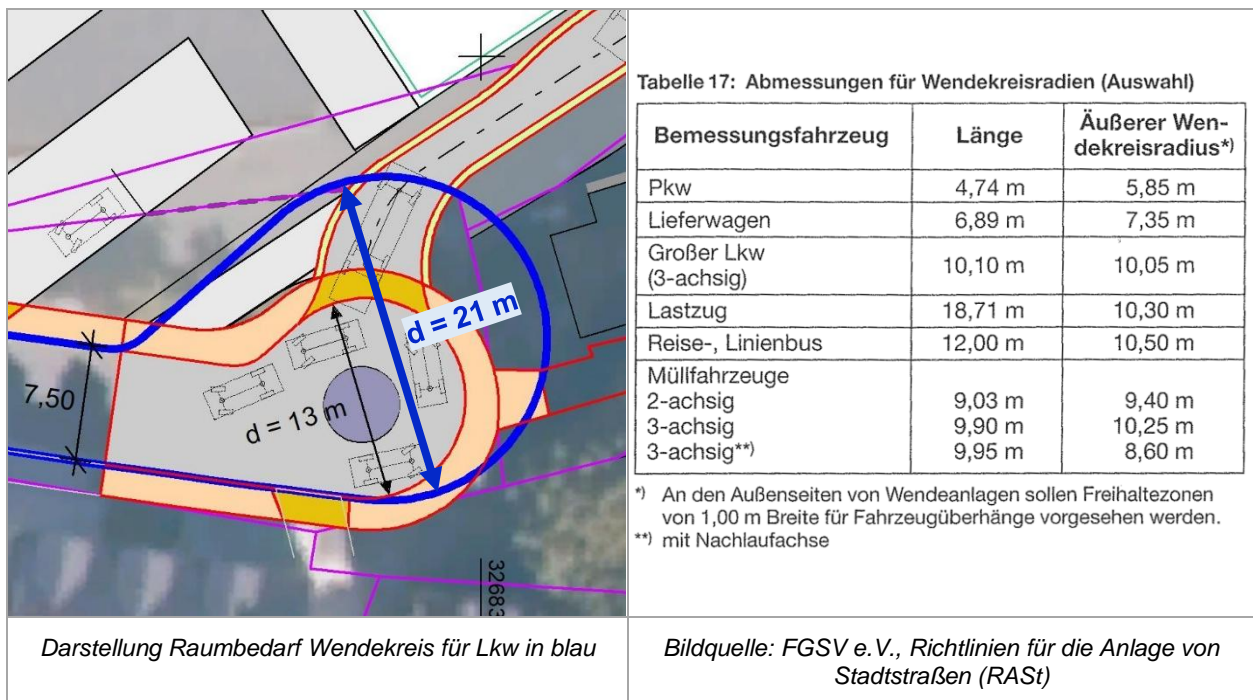 7,50
d = 13 m
d = 21 m
32683
Darstellung Raumbedarf Wendekreis für Lkw in blau
Tabelle 17: Abmessungen für Wendekreisradien (Auswahl)
Bemessungsfahrzeug Länge Äußerer Wen-
dekreisradius*)
Pkw 4,74 m 5,85 m
Lieferwagen 6,89 m 7,35 m
Großer Lkw
(3-achsig) 10,10 m 10,05 m
Lastzug 18,71 m 10,30 m
Reise-, Linienbus 12,00 m 10,50 m
Müllfahrzeuge
2-achsig 9,03 m 9,40 m
3-achsig 9,90 m 10,25 m
3-achsig**) 9,95 m 8,60 m
*) An den Außenseiten von Wendeanlagen sollen Freihaltezonen
von 1,00 m Breite für Fahrzeugüberhänge vorgesehen werden.
**) mit Nachlaufachse
Bildquelle: FGSV e.V., Richtlinien für die Anlage von
Stadtstraßen (RASt)